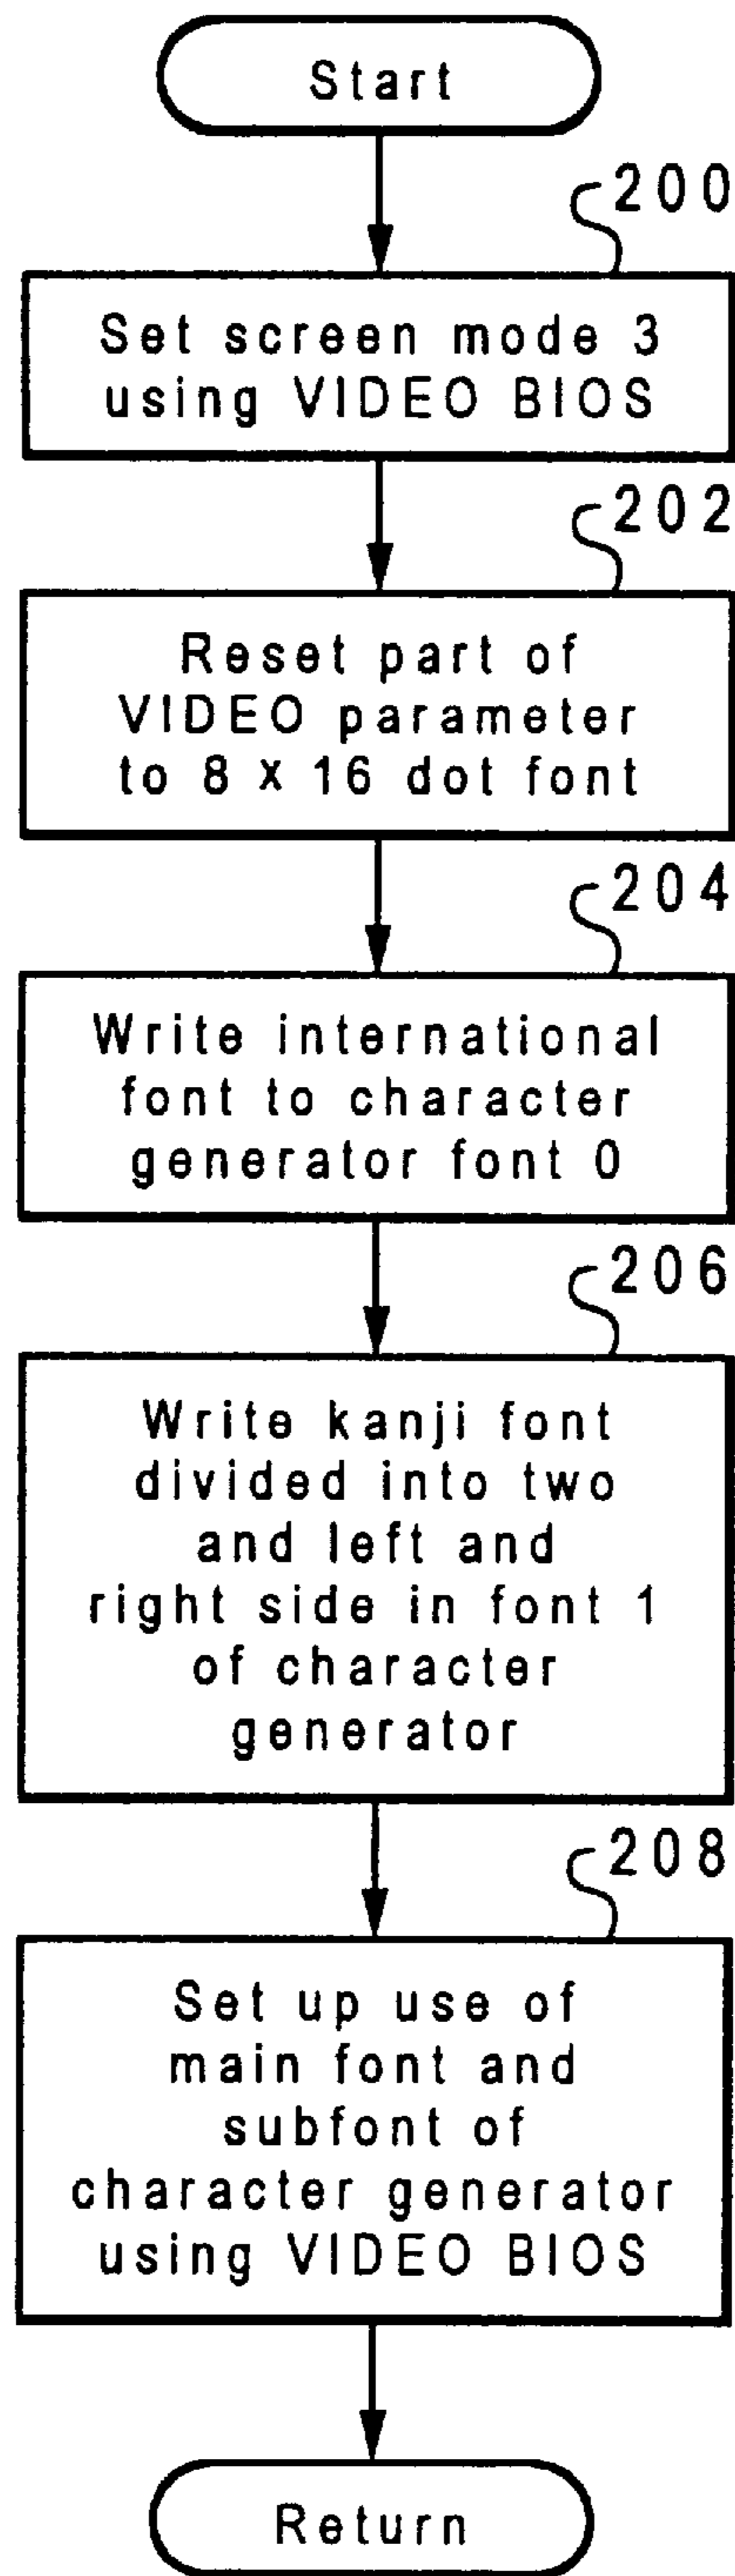 Start
200
Set screen mode 3
using VIDEO BIOS
202
Reset part of
VIDEO parameter
to 8 x 16 dot font
204
Write international
font to character
generator font 0
206
Write kanji font
divided into two
and left and
right side in font 1
of character
generator
208
Set up use of
main font and
subfont of
character generator
using VIDEO BIOS
Return